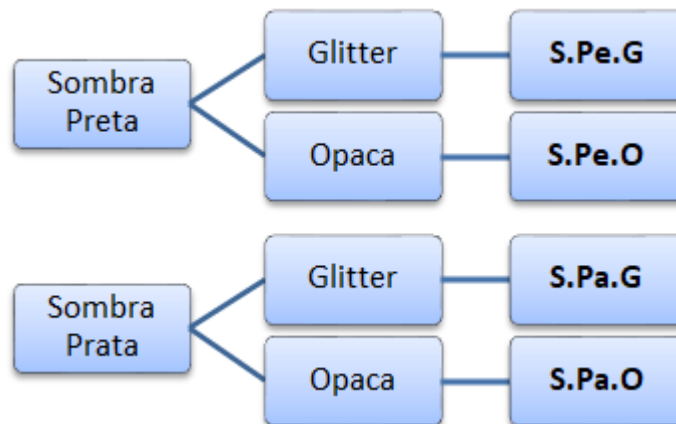 Glitter
S.Pe.G
Sombra
Preta
Opaca
S.Pe.O
Glitter
S.Pa.G
Sombra
Prata
Opaca
S.Pa.O